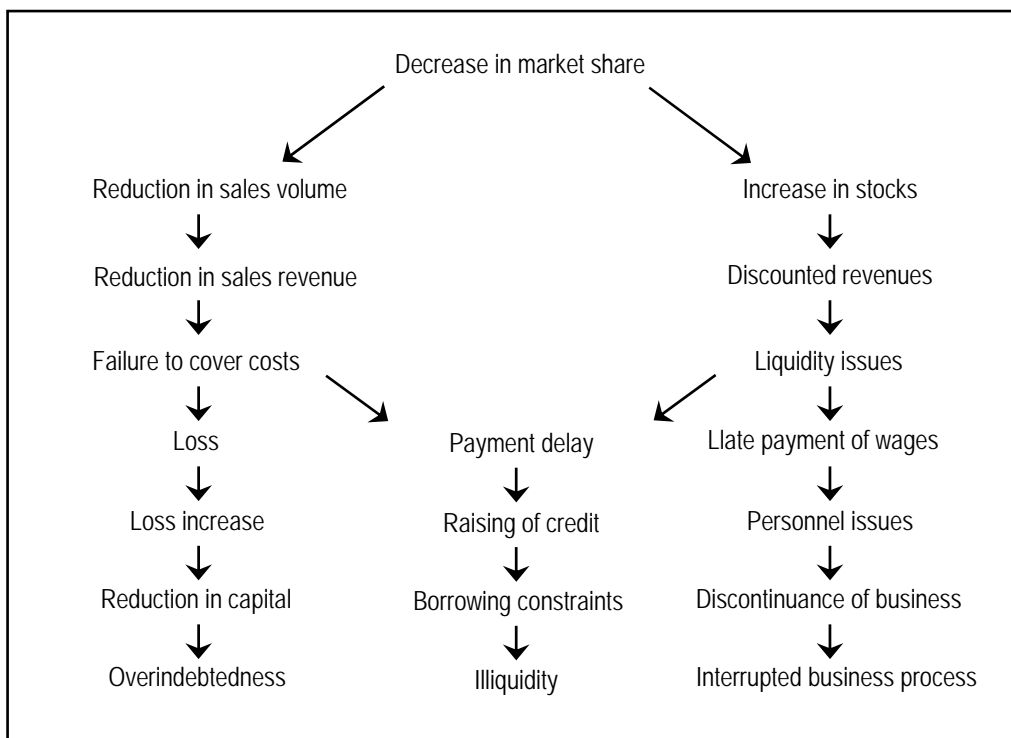 Decrease in market share
Reduction in sales volume
Increase in stocks
Reduction in sales revenue
Discounted revenues
Failure to cover costs
Liquidity issues
Loss
Payment delay
Llate payment of wages
Loss increase
Raising of credit
Personnel issues
Reduction in capital
Borrowing constraints
Discontinuance of business
Overindebtedness
Illiquidity
Interrupted business process